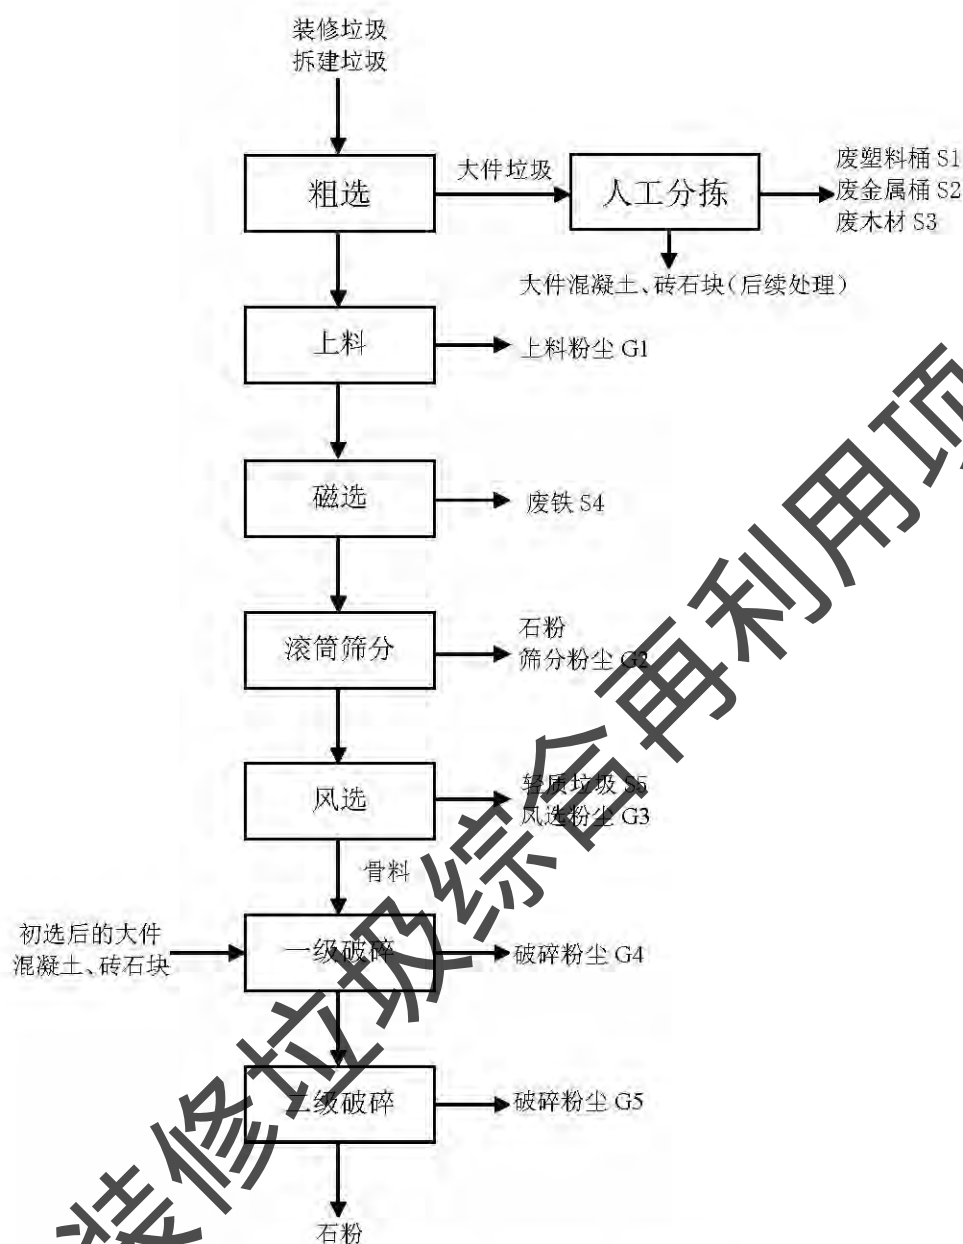 装修垃圾
拆建垃圾
粗选
大件垃圾
人工分拣
废塑料桶 S1
废金属桶 S2
废木材 S3
大件混凝土、砖石块（后续处理）
上料
上料粉尘 G1
磁选
废铁 S4
滚筒筛分
石粉
筛分粉尘 G2
风选
轻质垃圾 S5
风选粉尘 G3
骨料
初选后的大件
混凝土、砖石块
一级破碎
破碎粉尘 G4
二级破碎
破碎粉尘 G5
石粉
装修垃圾综合再利用项